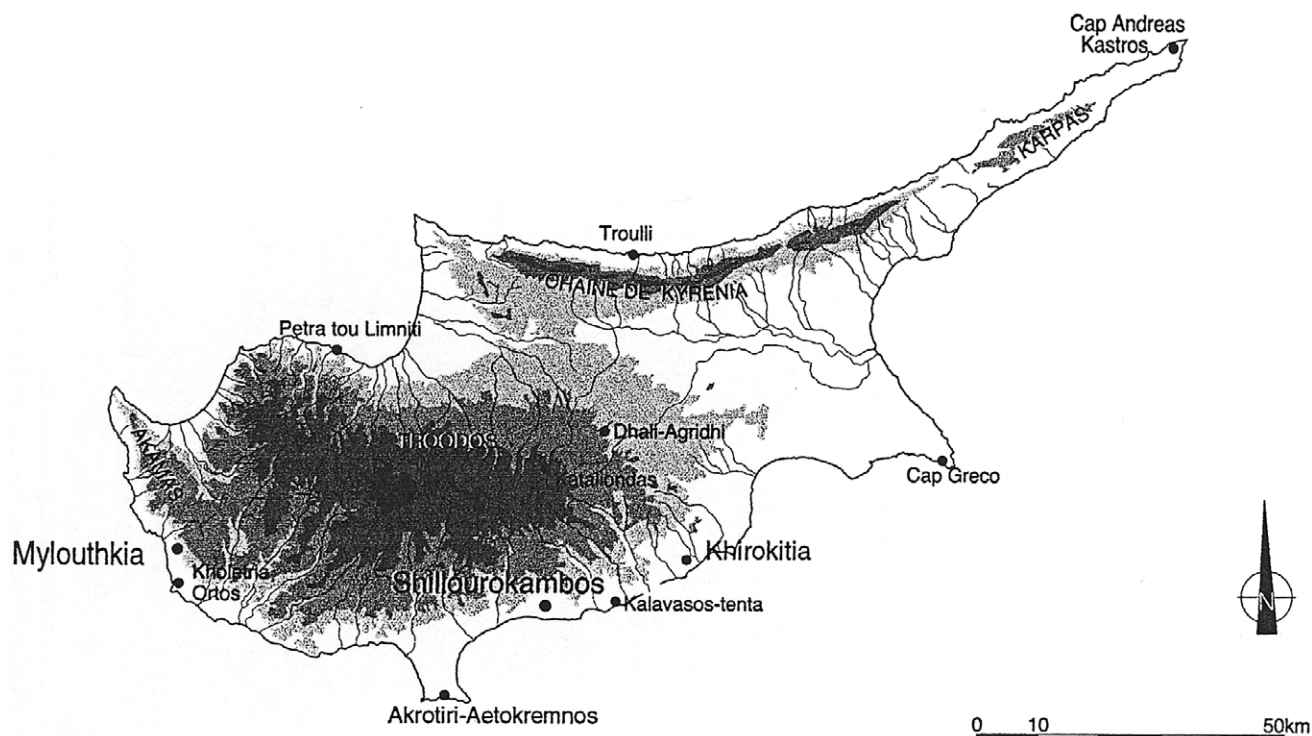 Cap Andreas
Kastros
KARPAS
Troulli
CHAINE DE KYRENIA
Petra tou Limniti
TROODOS
Dhali-Agridhi
AKAMAS
Cap Greco
Kataliondas
Mylouthkia
Khirokitia
Kholetria-
Ortos
Shillourokambos
Kalavasos-tenta
N
Akrotiri-Aetokremnos
0 10 50km